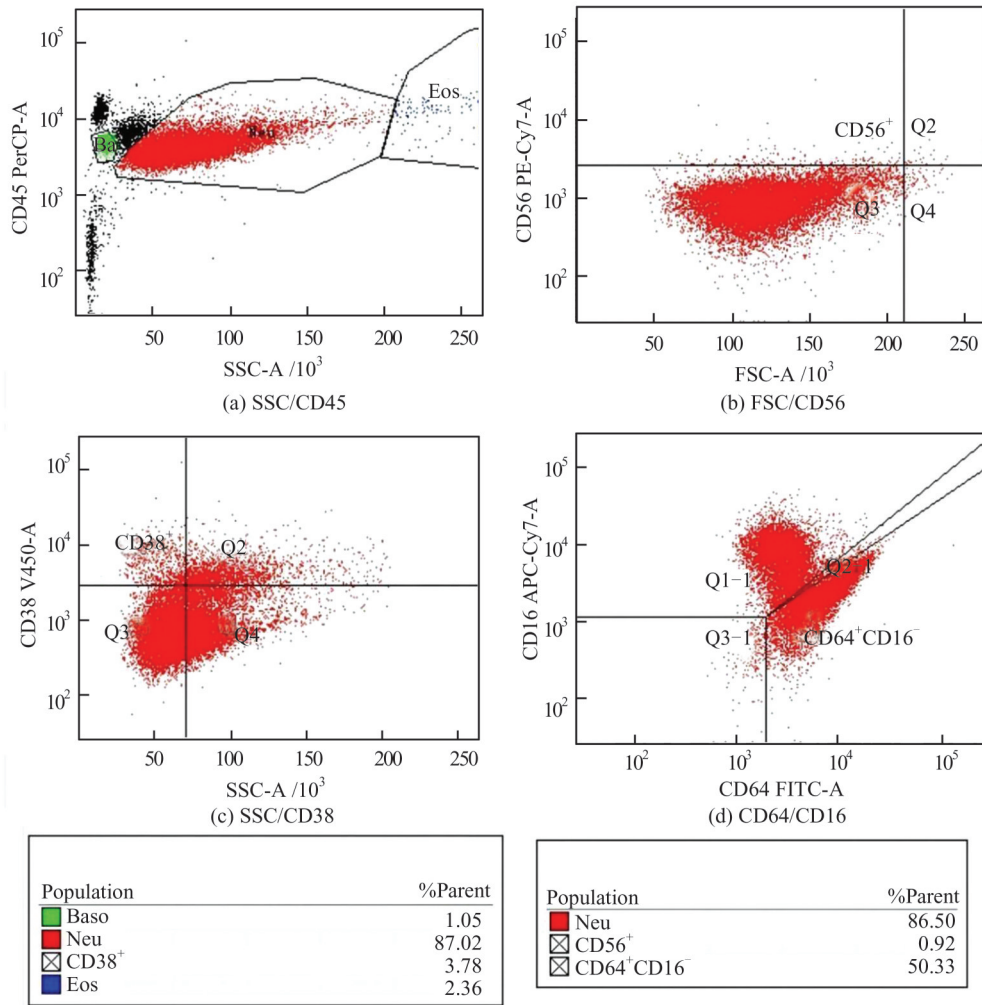 10^5
10^4
10^3
10^2
CD45 PerCP-A
Ba
Neu
Eos
50 100 150 200 250
SSC-A /10^3
(a) SSC/CD45
10^5
10^4
10^3
10^2
CD56 PE-Cy7-A
CD56^+ Q2
Q3 Q4
50 100 150 200 250
FSC-A /10^3
(b) FSC/CD56
10^5
10^4
10^3
10^2
CD38 V450-A
CD38^+ Q2
Q3 Q4
50 100 150 200 250
SSC-A /10^3
(c) SSC/CD38
10^5
10^4
10^3
10^2
CD16 APC-Cy7-A
Q1-1 Q2-1
Q3-1 CD64^+CD16^-
10^2 10^3 10^4 10^5
CD64 FITC-A
(d) CD64/CD16
Population %Parent
Baso 1.05
Neu 87.02
CD38^+ 3.78
Eos 2.36
Population %Parent
Neu 86.50
CD56^+ 0.92
CD64^+CD16^- 50.33